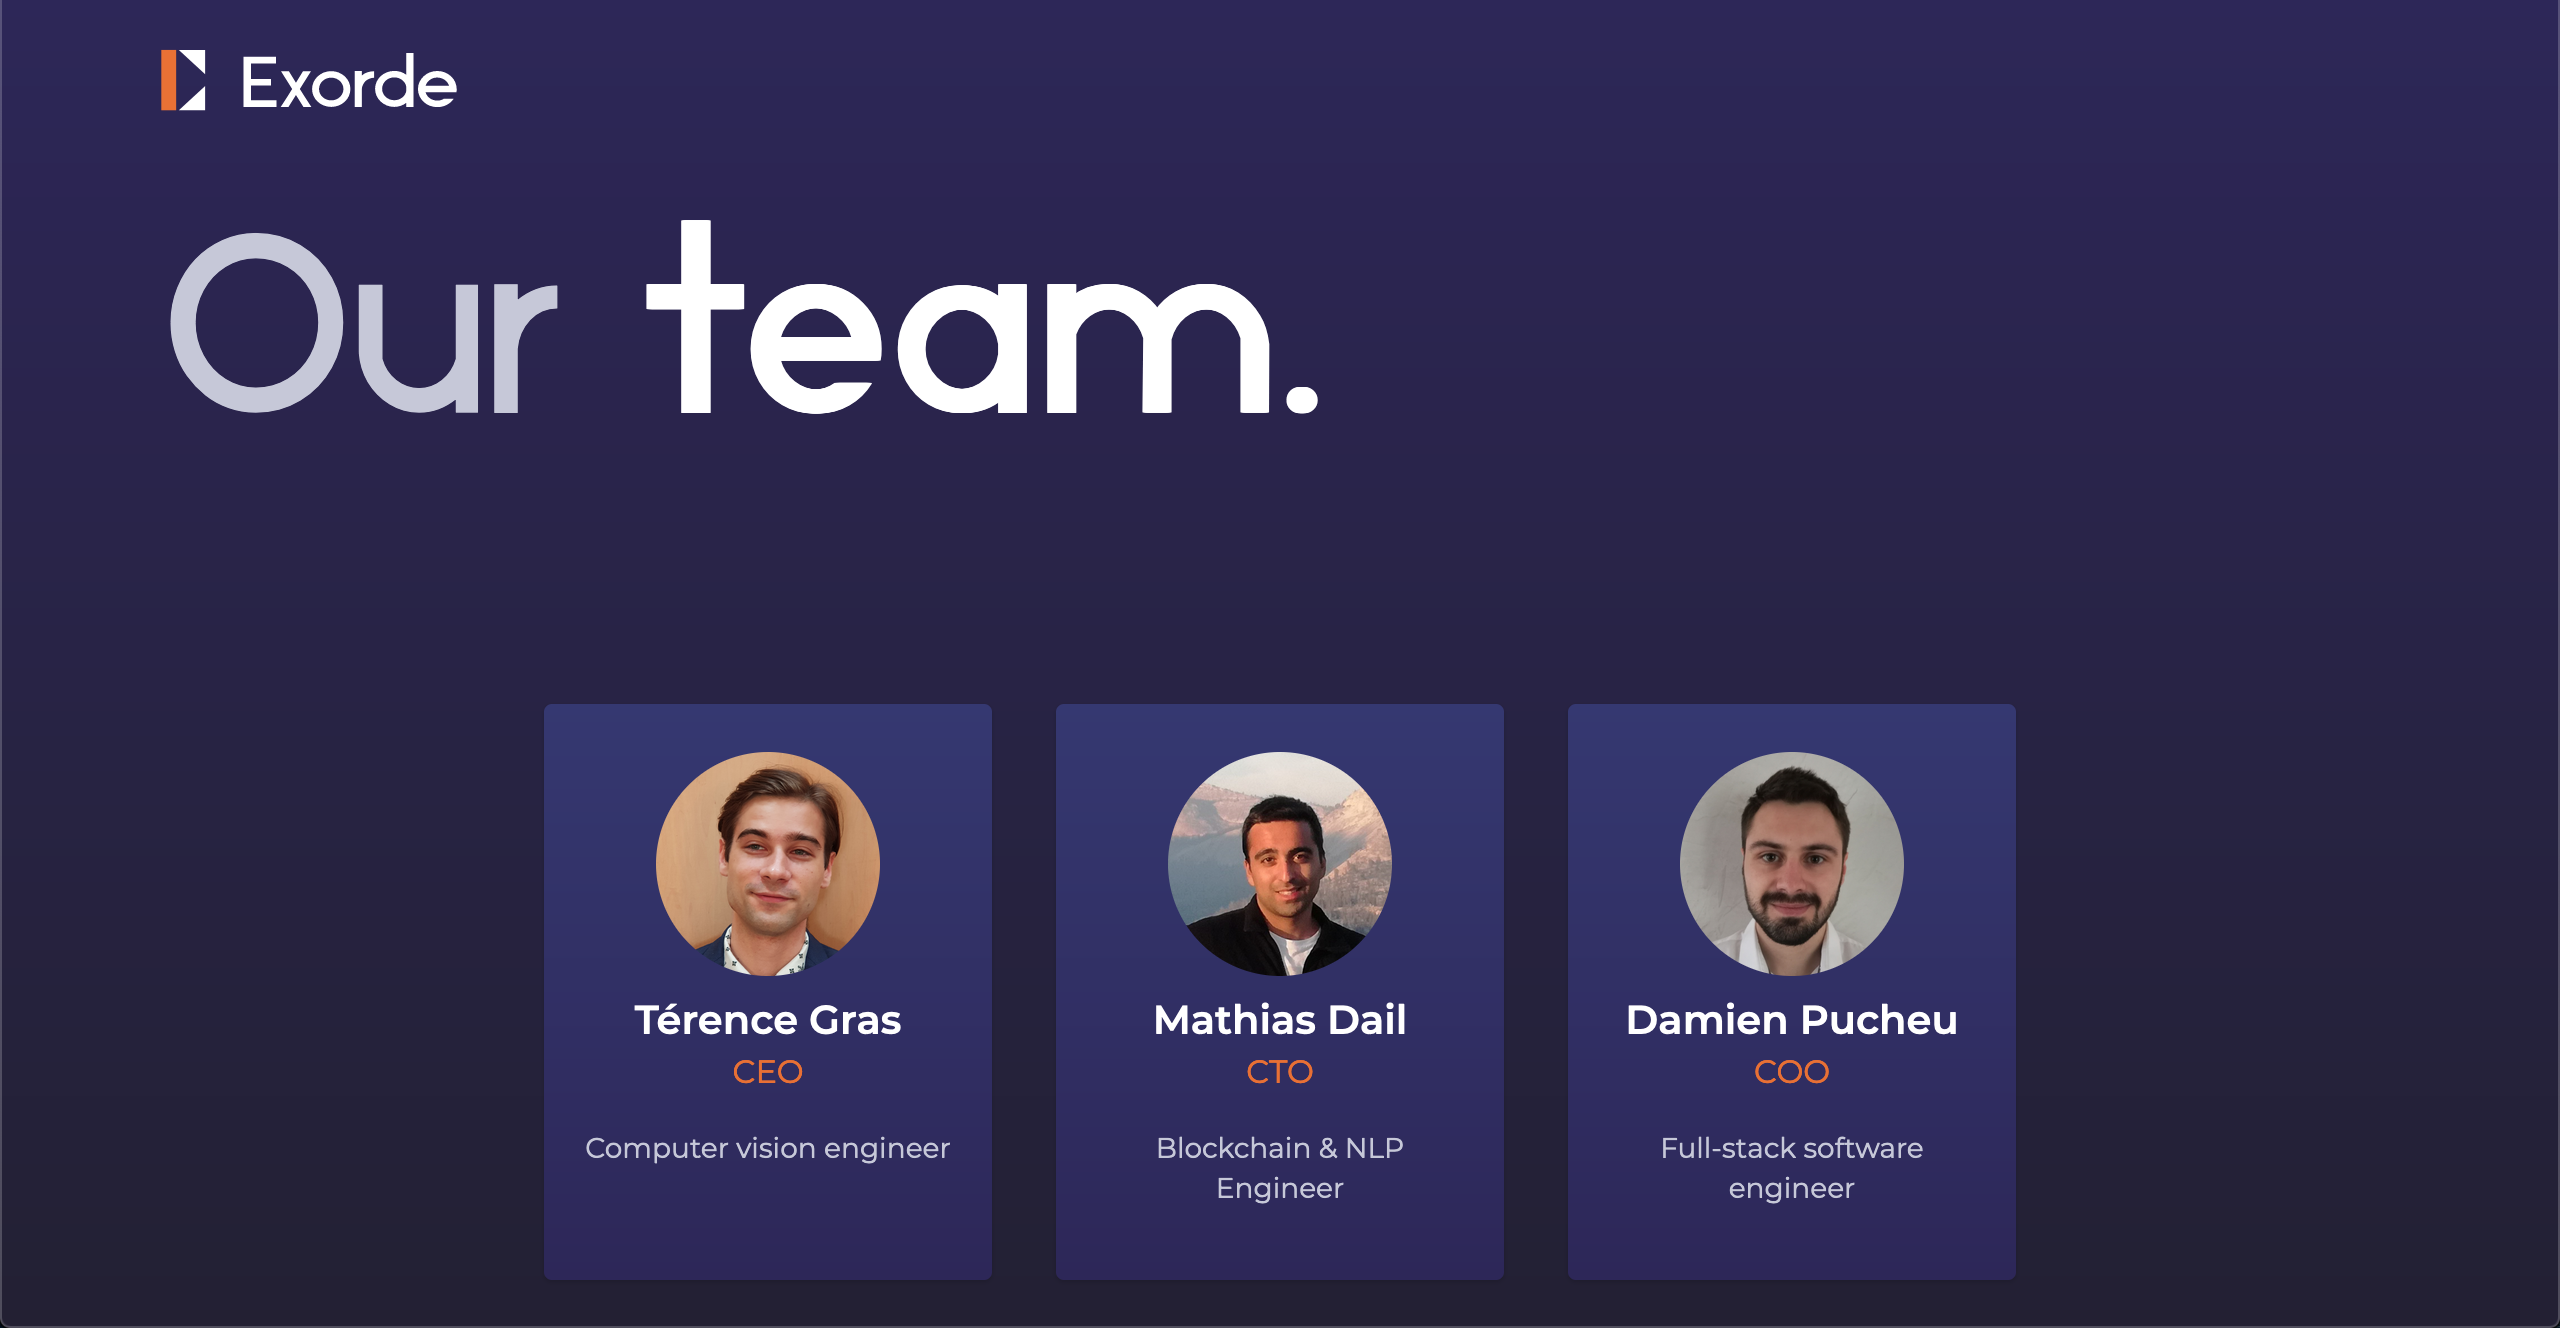 Exorde
Our team.
Térence Gras
CEO
Computer vision engineer
Mathias Dail
CTO
Blockchain & NLP
Engineer
Damien Pucheu
COO
Full-stack software
engineer